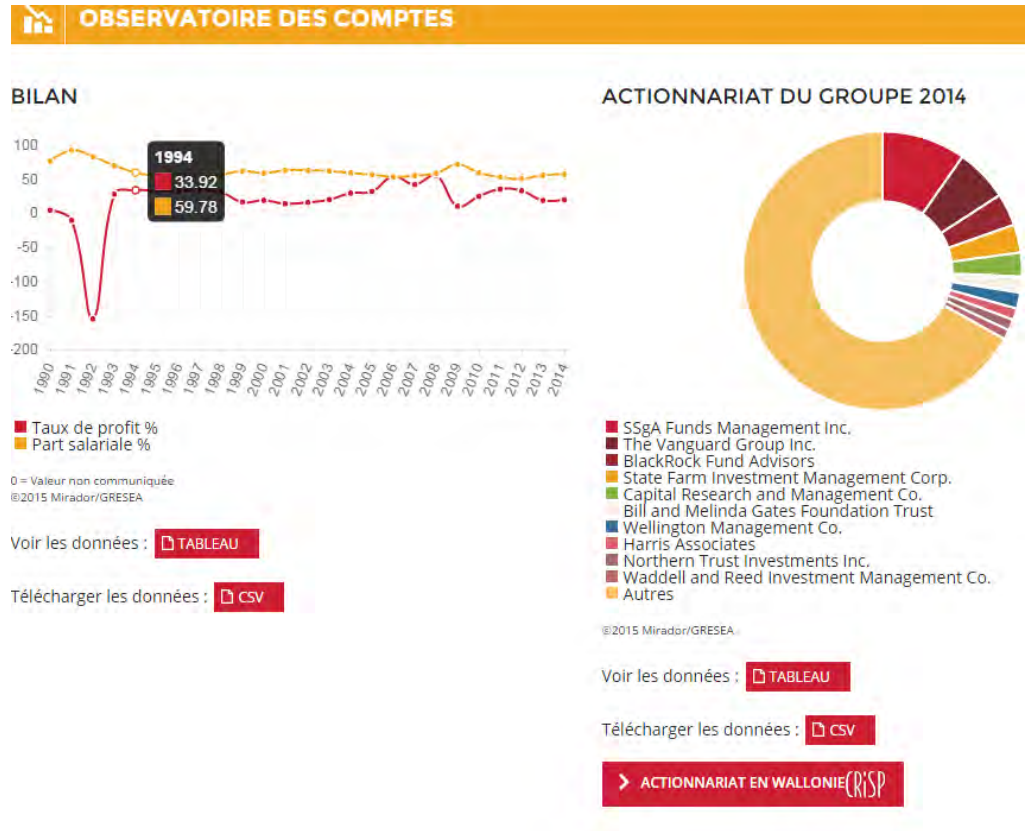 OBSERVATOIRE DES COMPTES
BILAN
100
50
0
-50
-100
-150
-200
1994
33.92
59.78
1990
1991
1992
1993
1994
1995
1996
1997
1998
1999
2000
2001
2002
2003
2004
2005
2006
2007
2008
2009
2010
2011
2012
2013
2014
Taux de profit %
Part salariale %
0 = Valeur non communiquée
©2015 Mirador/GRESEA
Voir les données : TABLEAU
Télécharger les données : CSV
ACTIONNARIAT DU GROUPE 2014
SSgA Funds Management Inc.
The Vanguard Group Inc.
BlackRock Fund Advisors
State Farm Investment Management Corp.
Capital Research and Management Co.
Bill and Melinda Gates Foundation Trust
Wellington Management Co.
Harris Associates
Northern Trust Investments Inc.
Waddell and Reed Investment Management Co.
Autres
©2015 Mirador/GRESEA
Voir les données : TABLEAU
Télécharger les données : CSV
ACTIONNARIAT EN WALLONIE CRiSP